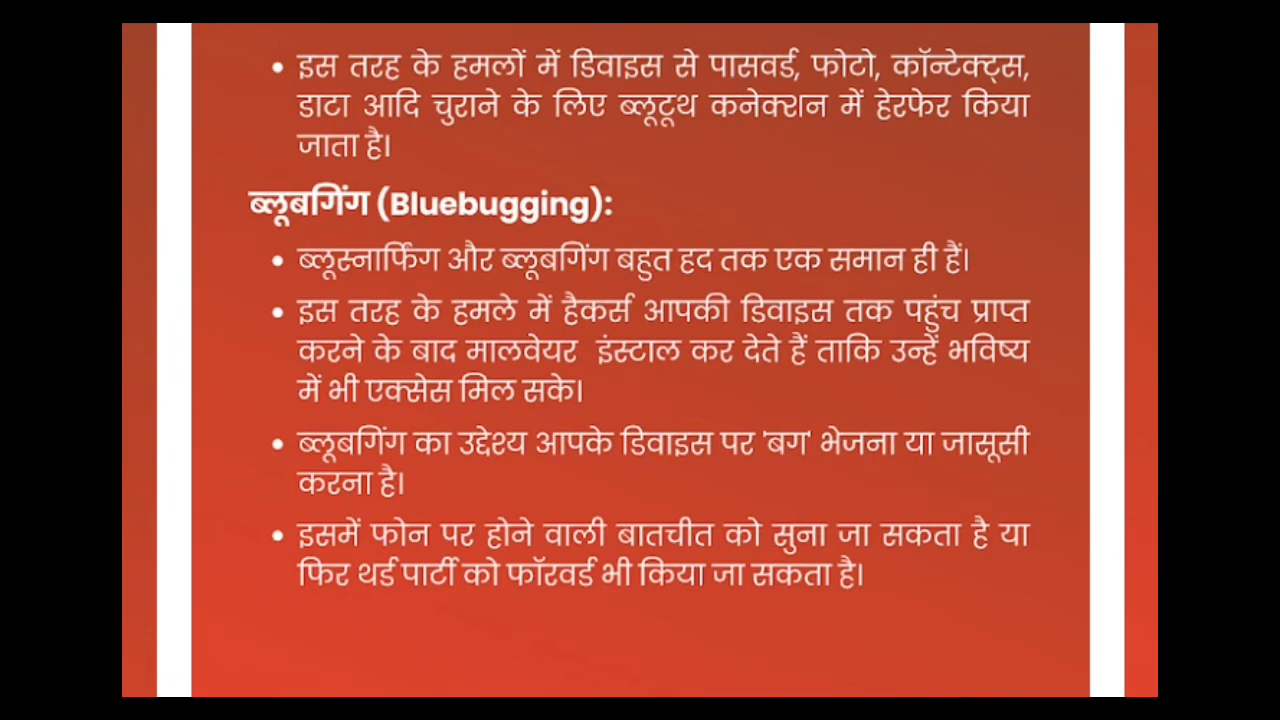 • इस तरह के हमलों में डिवाइस से पासवर्ड, फोटो, कॉन्टेक्ट्स,
डाटा आदि चुराने के लिए ब्लूटूथ कनेक्शन में हेरफेर किया
जाता है।
ब्लूबगिंग (Bluebugging):
• ब्लूस्नार्फिग और ब्लूबगिंग बहुत हद तक एक समान ही हैं।
• इस तरह के हमले में हैकर्स आपकी डिवाइस तक पहुंच प्राप्त
करने के बाद मालवेयर इंस्टाल कर देते हैं ताकि उन्हें भविष्य
में भी एक्सेस मिल सके।
• ब्लूबगिंग का उद्देश्य आपके डिवाइस पर 'बग' भेजना या जासूसी
करना है।
• इसमें फोन पर होने वाली बातचीत को सुना जा सकता है या
फिर थर्ड पार्टी को फॉरवर्ड भी किया जा सकता है।